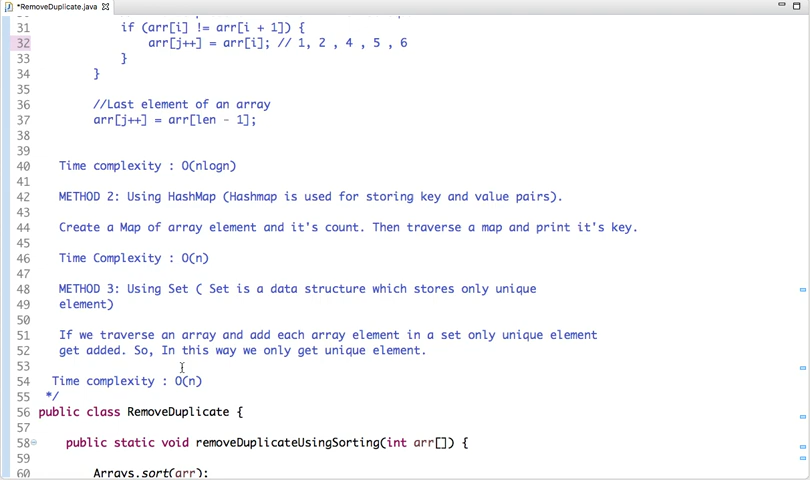 *RemoveDuplicate.java
31 if (arr[i] != arr[i + 1]) {
32 arr[j++] = arr[i]; // 1, 2 , 4 , 5 , 6
33 }
34 }
35
36 //Last element of an array
37 arr[j++] = arr[len - 1];
38
39
40 Time complexity : O(nlogn)
41
42 METHOD 2: Using HashMap (Hashmap is used for storing key and value pairs).
43
44 Create a Map of array element and it's count. Then traverse a map and print it's key.
45
46 Time Complexity : O(n)
47
48 METHOD 3: Using Set ( Set is a data structure which stores only unique
49 element)
50
51 If we traverse an array and add each array element in a set only unique element
52 get added. So, In this way we only get unique element.
53
54 Time complexity : O(n)
55 */
56 public class RemoveDuplicate {
57
58 public static void removeDuplicateUsingSorting(int arr[]) {
59
60 Arrays.sort(arr);